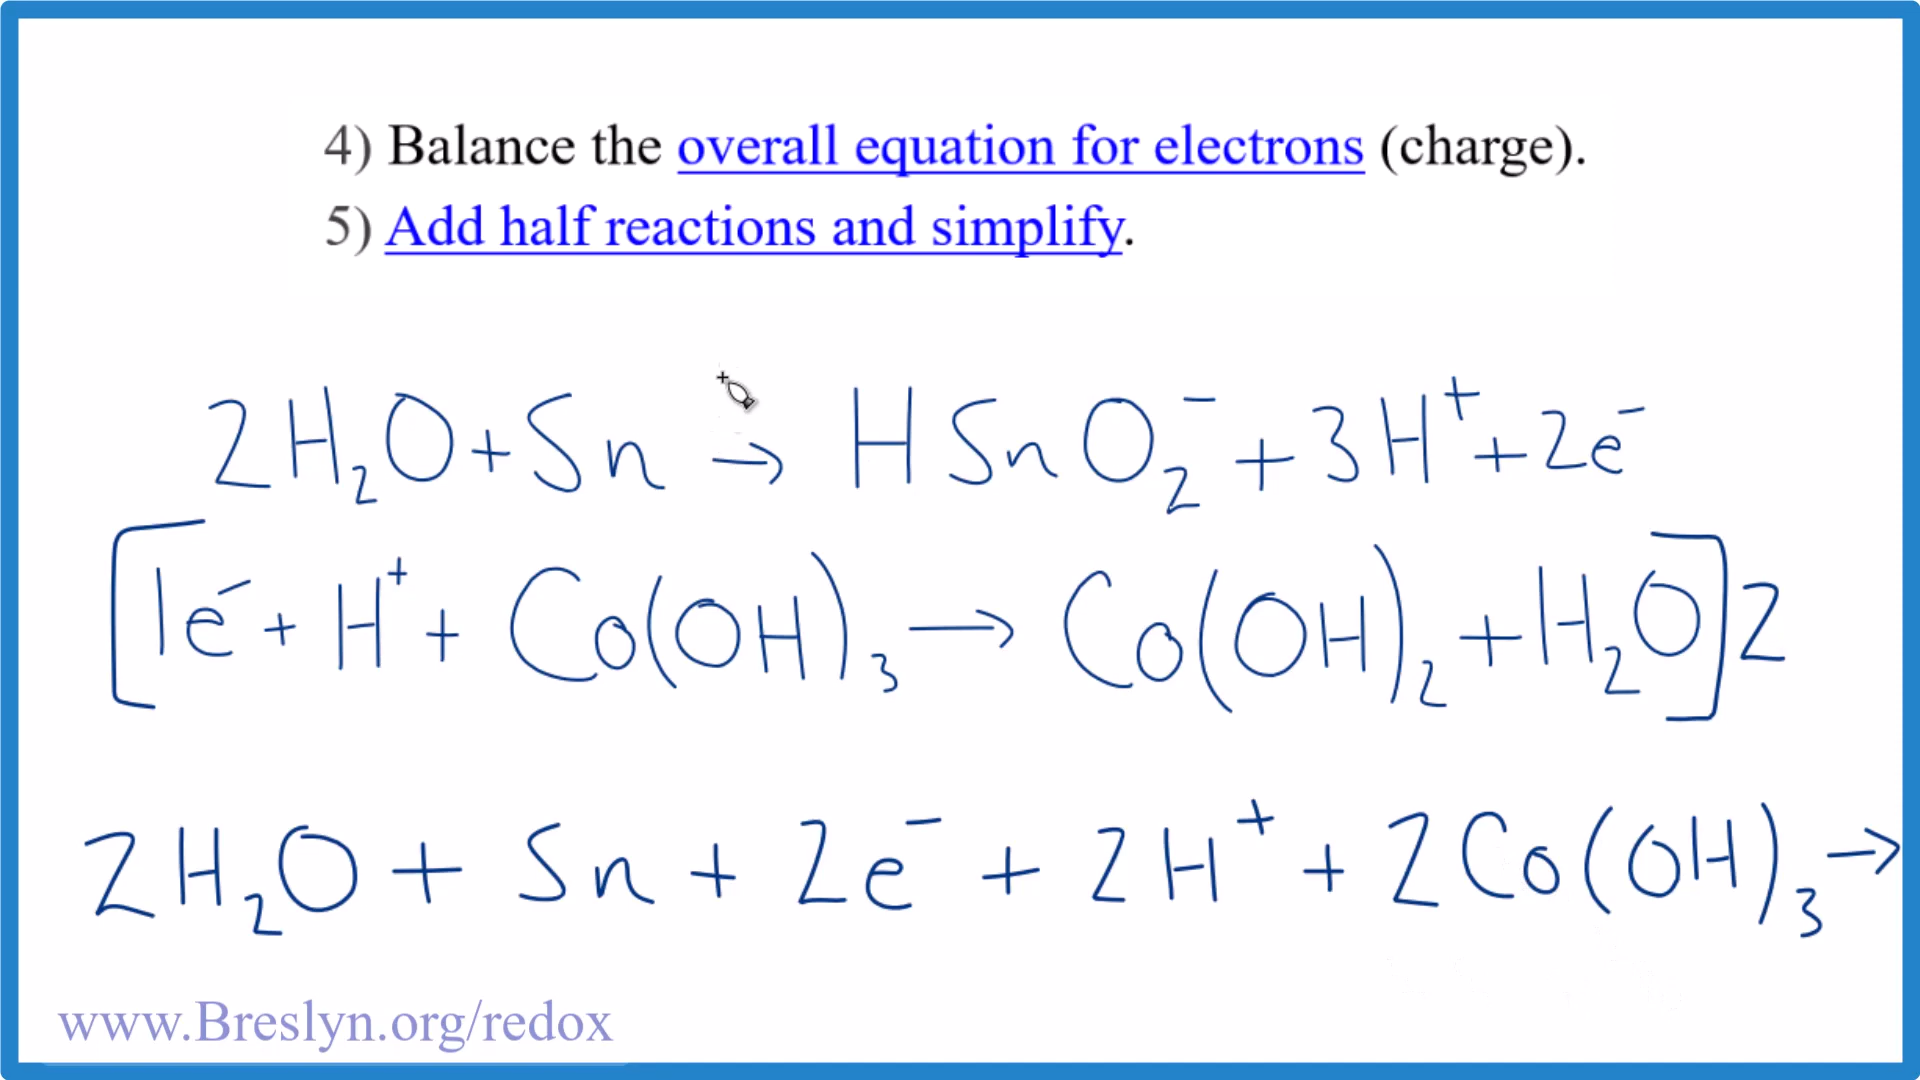 4) Balance the overall equation for electrons (charge).
5) Add half reactions and simplify.
2H₂O + Sn → HSnO₂⁻ + 3H⁺ + 2e⁻
[1e⁻ + H⁺ + Co(OH)₃ → Co(OH)₂ + H₂O]2
2H₂O + Sn + 2e⁻ + 2H⁺ + 2Co(OH)₃ →
www.Breslyn.org/redox